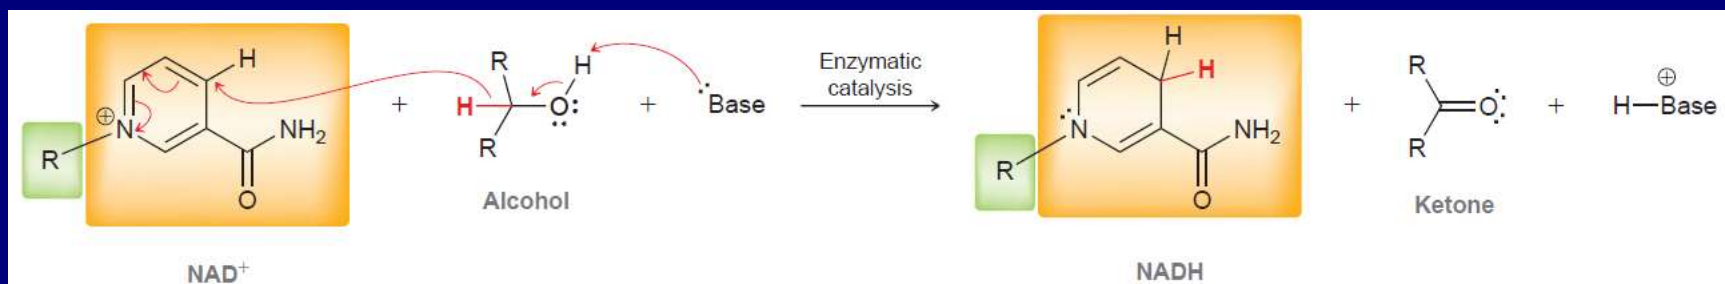 H
N
⊕
R
NH₂
O
NAD⁺
+
R
H
H
O
R
Alcohol
+
Base
Enzymatic
catalysis
H
H
N
R
NH₂
O
NADH
+
R
O
R
Ketone
+
⊕
H—Base